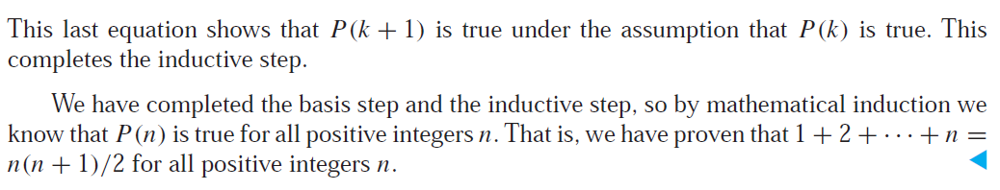 This last equation shows that P(k + 1) is true under the assumption that P(k) is true. This
completes the inductive step.
We have completed the basis step and the inductive step, so by mathematical induction we
know that P(n) is true for all positive integers n. That is, we have proven that 1 + 2 + · · · + n =
n(n + 1)/2 for all positive integers n.